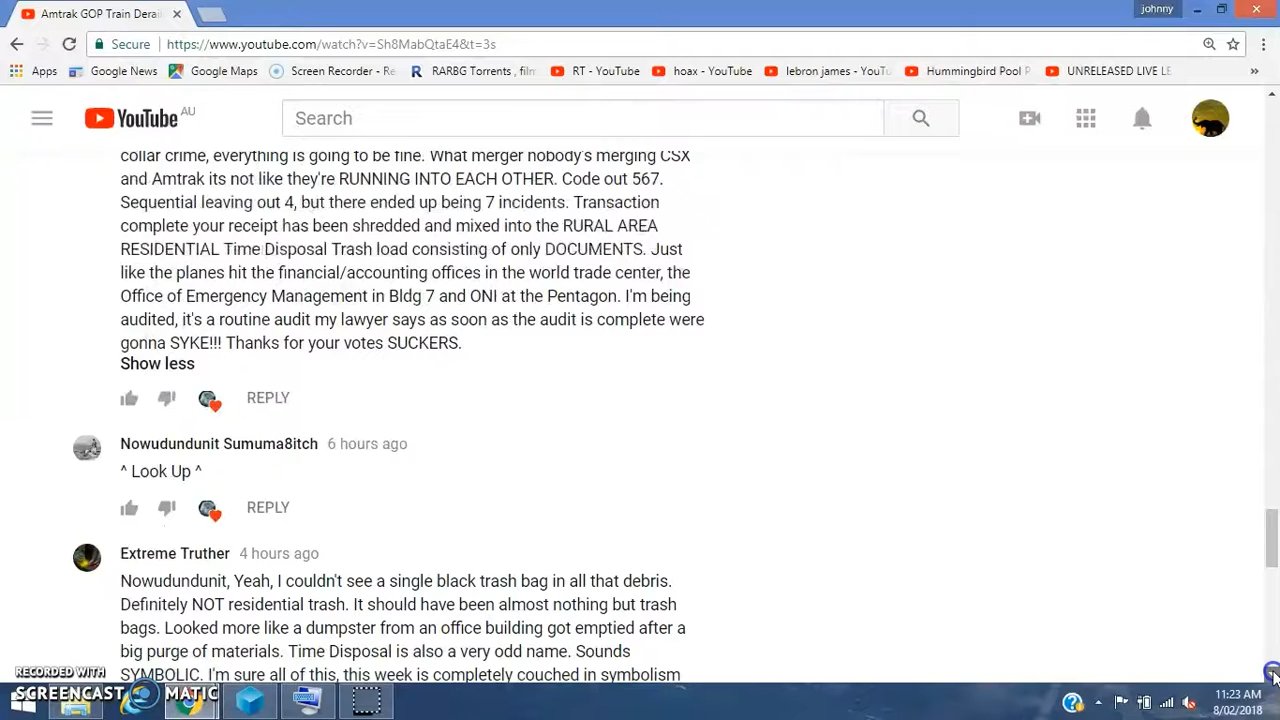 johnny
Amtrak GOP Train Derai
Secure
https://www.youtube.com/watch?v=Sh8MabQtaE4&t=3s
Apps
Google News
Google Maps
Screen Recorder - Re
RARBG Torrents , film
RT - YouTube
hoax - YouTube
lebron james - YouTu
Hummingbird Pool P
UNRELEASED LIVE LE
YouTube AU
Search
collar crime, everything is going to be fine. What merger nobody's merging CSX
and Amtrak its not like they're RUNNING INTO EACH OTHER. Code out 567.
Sequential leaving out 4, but there ended up being 7 incidents. Transaction
complete your receipt has been shredded and mixed into the RURAL AREA
RESIDENTIAL Time Disposal Trash load consisting of only DOCUMENTS. Just
like the planes hit the financial/accounting offices in the world trade center, the
Office of Emergency Management in Bldg 7 and ONI at the Pentagon. I'm being
audited, it's a routine audit my lawyer says as soon as the audit is complete were
gonna SYKE!!! Thanks for your votes SUCKERS.
Show less
REPLY
Nowudundunit Sumuma8itch 6 hours ago
^ Look Up ^
REPLY
Extreme Truther 4 hours ago
Nowudundunit, Yeah, I couldn't see a single black trash bag in all that debris.
Definitely NOT residential trash. It should have been almost nothing but trash
bags. Looked more like a dumpster from an office building got emptied after a
big purge of materials. Time Disposal is also a very odd name. Sounds
SYMBOLIC. I'm sure all of this, this week is completely couched in symbolism
RECORDED WITH
SCREENCAST MATIC
11:23 AM
8/02/2018